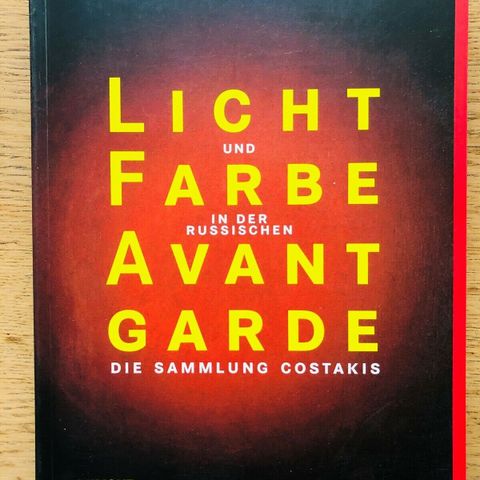 LICHT
UND
FARBE
IN DER
RUSSISCHEN
AVANT
GARDE
DIE SAMMLUNG COSTAKIS